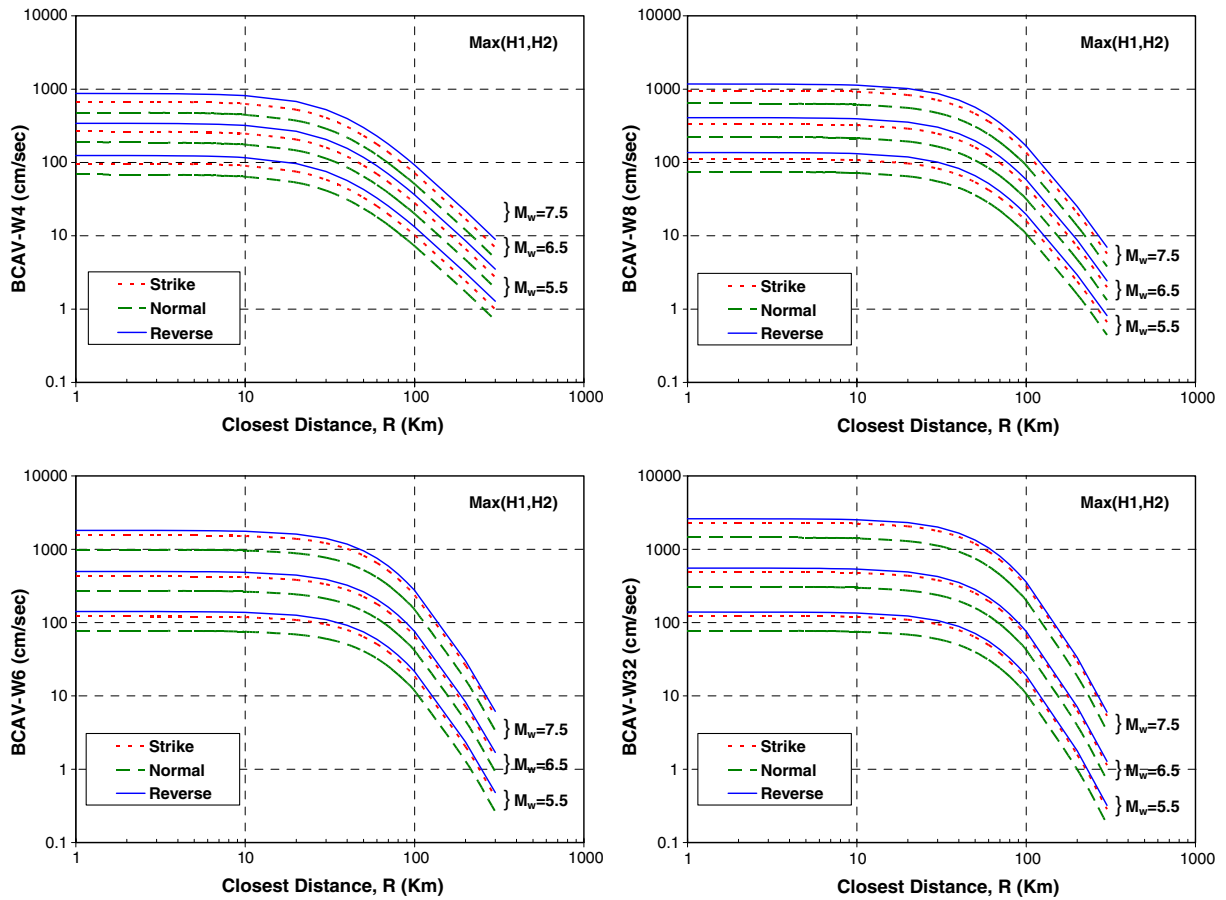 10000
1000
100
10
1
0.1
BCAV-W4 (cm/sec)
Max(H1,H2)
} Mw=7.5
} Mw=6.5
} Mw=5.5
Strike
Normal
Reverse
1 10 100 1000
Closest Distance, R (Km)
10000
1000
100
10
1
0.1
BCAV-W8 (cm/sec)
Max(H1,H2)
} Mw=7.5
} Mw=6.5
} Mw=5.5
Strike
Normal
Reverse
1 10 100 1000
Closest Distance, R (Km)
10000
1000
100
10
1
0.1
BCAV-W6 (cm/sec)
Max(H1,H2)
} Mw=7.5
} Mw=6.5
} Mw=5.5
Strike
Normal
Reverse
1 10 100 1000
Closest Distance, R (Km)
10000
1000
100
10
1
0.1
BCAV-W32 (cm/sec)
Max(H1,H2)
} Mw=7.5
} Mw=6.5
} Mw=5.5
Strike
Normal
Reverse
1 10 100 1000
Closest Distance, R (Km)